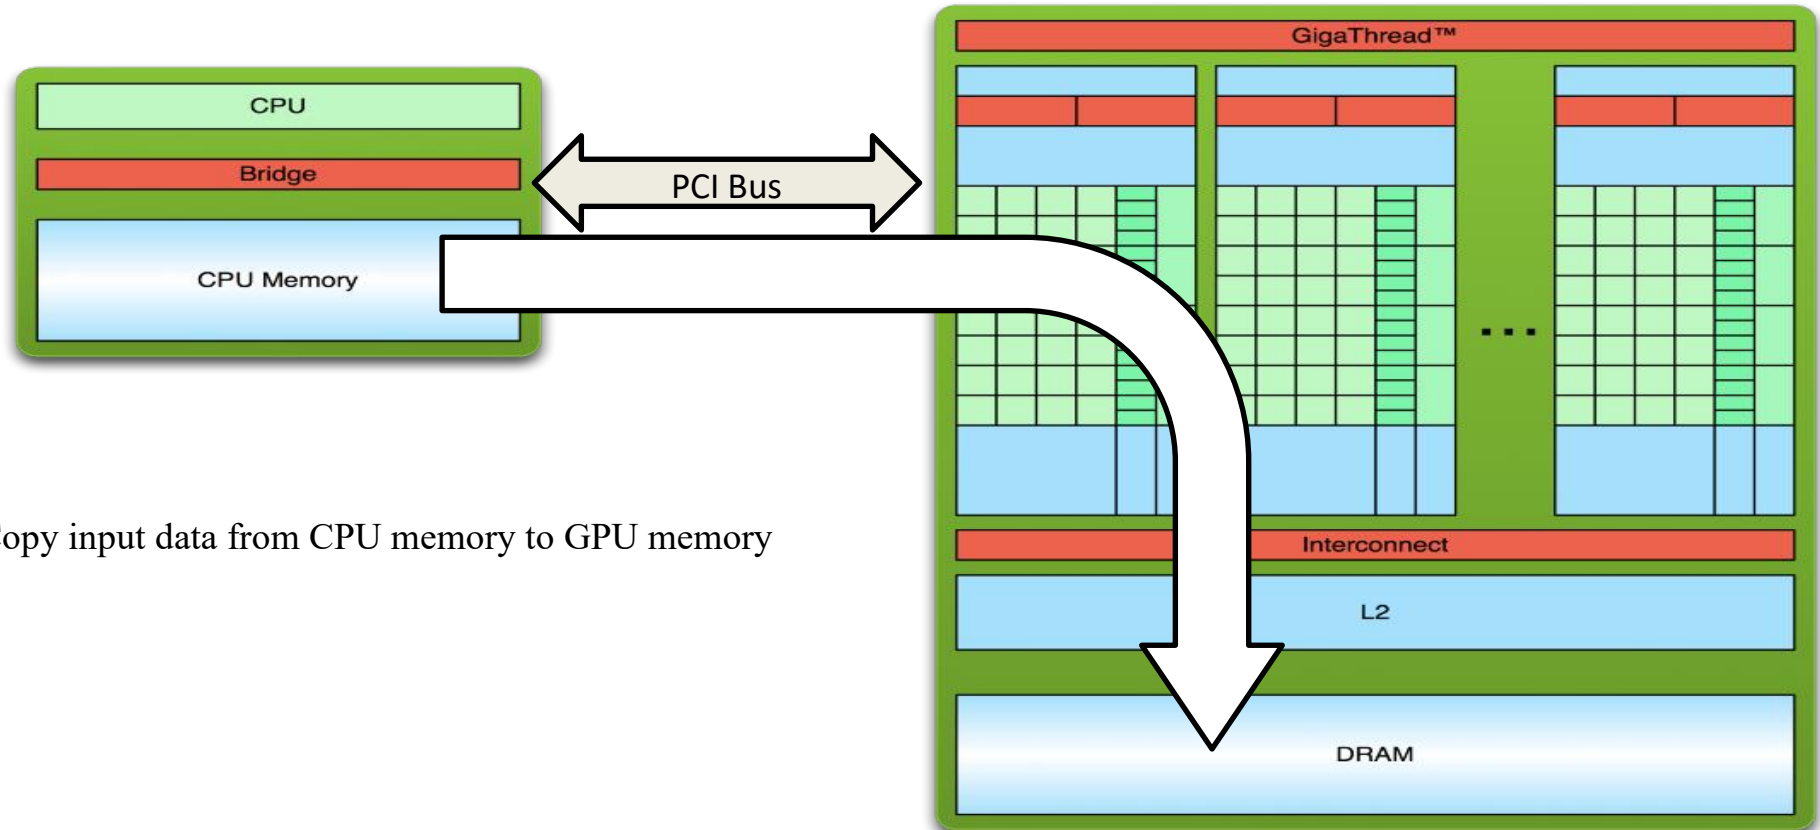 GigaThread™
CPU
Bridge
PCI Bus
CPU Memory
...
opy input data from CPU memory to GPU memory
Interconnect
L2
DRAM